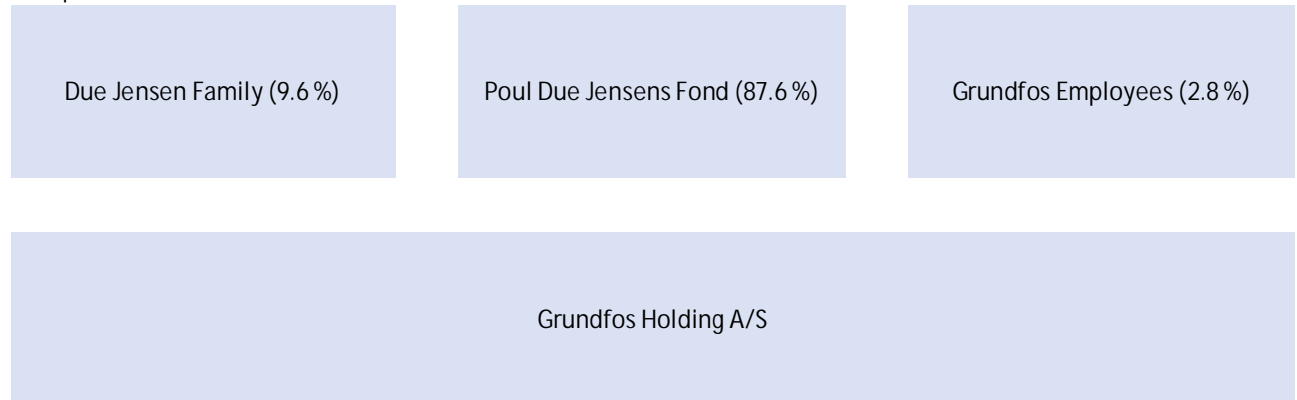 Due Jensen Family (9.6 %)
Poul Due Jensens Fond (87.6 %)
Grundfos Employees (2.8 %)
Grundfos Holding A/S